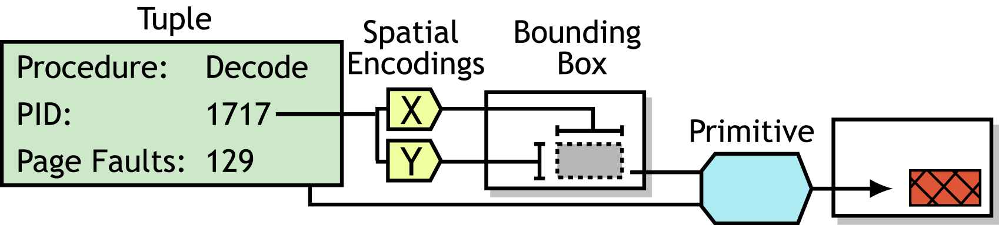 Tuple
Procedure: Decode
PID: 1717
Page Faults: 129
Spatial
Encodings
X
Y
Bounding
Box
Primitive